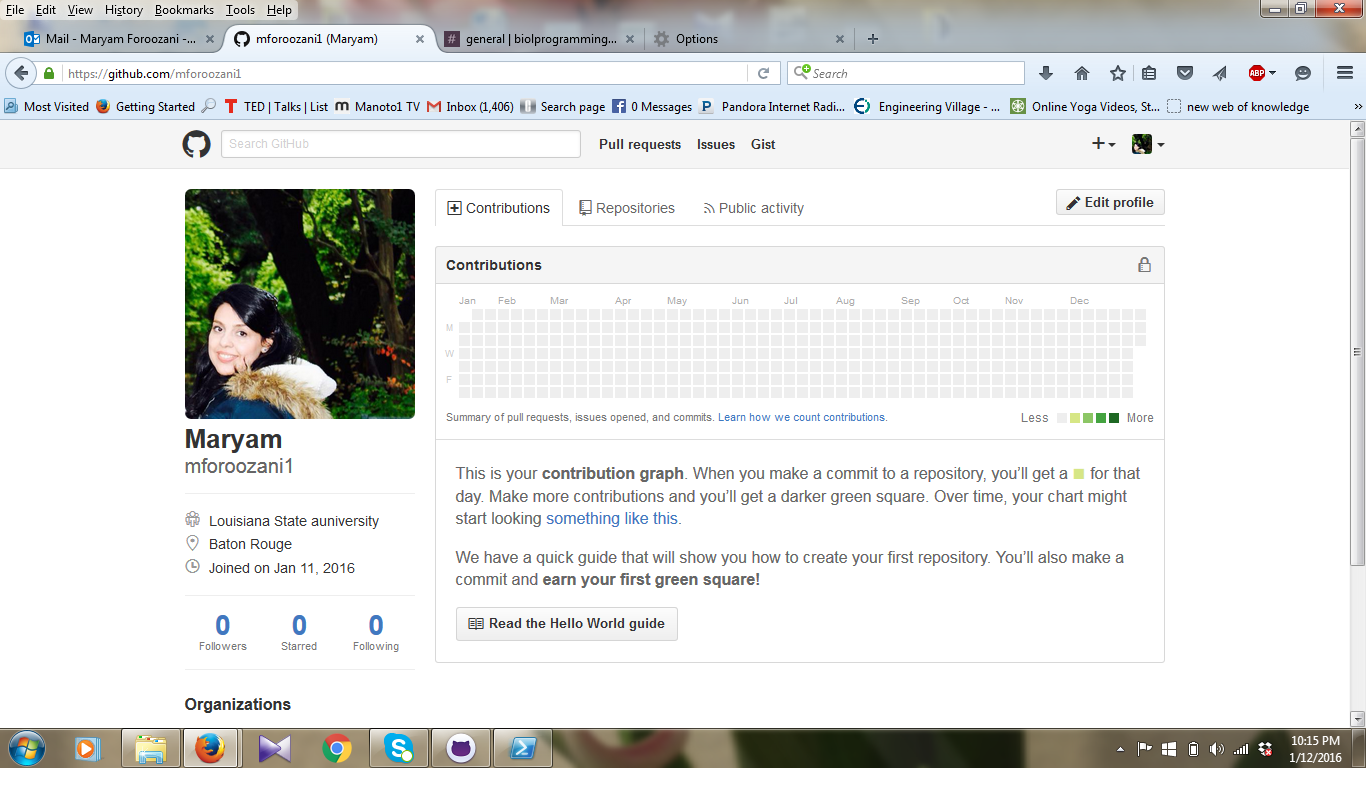 File Edit View History Bookmarks Tools Help
Mail - Maryam Foroozani -... mforoozani1 (Maryam) general | biolprogramming... Options
https://github.com/mforoozani1 Search ABP
Most Visited Getting Started TED | Talks | List Manoto1 TV Inbox (1,406) Search page 0 Messages Pandora Internet Radi... Engineering Village - ... Online Yoga Videos, St... new web of knowledge
Search GitHub Pull requests Issues Gist
Contributions Repositories Public activity Edit profile
Contributions
Jan Feb Mar Apr May Jun Jul Aug Sep Oct Nov Dec
M
W
F
Summary of pull requests, issues opened, and commits. Learn how we count contributions. Less More
Maryam
mforoozani1
Louisiana State auniversity
Baton Rouge
Joined on Jan 11, 2016
0 0 0
Followers Starred Following
Organizations
This is your contribution graph. When you make a commit to a repository, you'll get a for that
day. Make more contributions and you'll get a darker green square. Over time, your chart might
start looking something like this.
We have a quick guide that will show you how to create your first repository. You'll also make a
commit and earn your first green square!
Read the Hello World guide
10:15 PM
1/12/2016